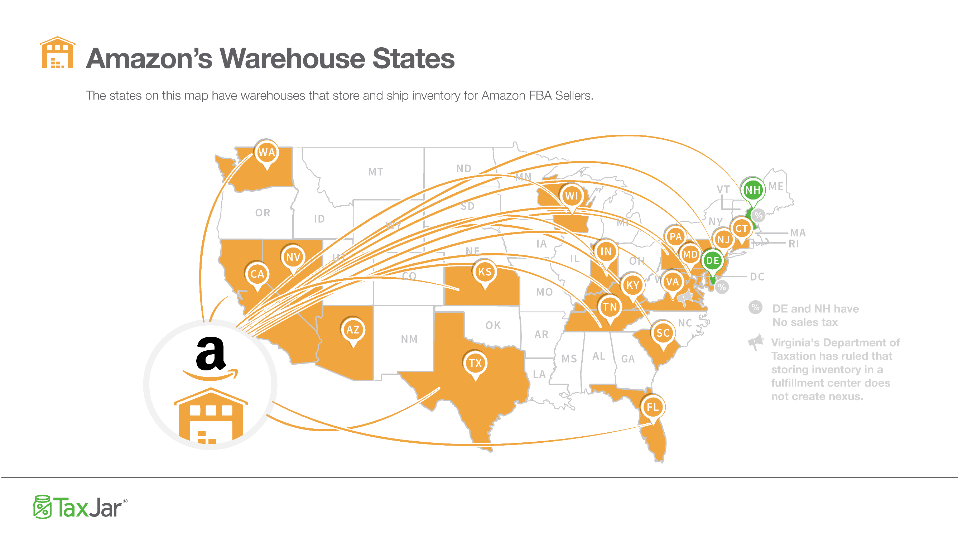 Amazon's Warehouse States
The states on this map have warehouses that store and ship inventory for Amazon FBA Sellers.
WA
MT
ND
MN
OR
ID
SD
WI
MI
VT
NH
ME
NY
CT
MA
RI
PA
NJ
MD
DE
DC
CA
NV
CO
NE
KS
IA
IL
IN
OH
MO
KY
VA
TN
NC
SC
AZ
NM
OK
AR
TX
LA
MS
AL
GA
FL
a
%
%
% DE and NH have
No sales tax
Virginia's Department of
Taxation has ruled that
storing inventory in a
fulfillment center does
not create nexus.
TaxJar